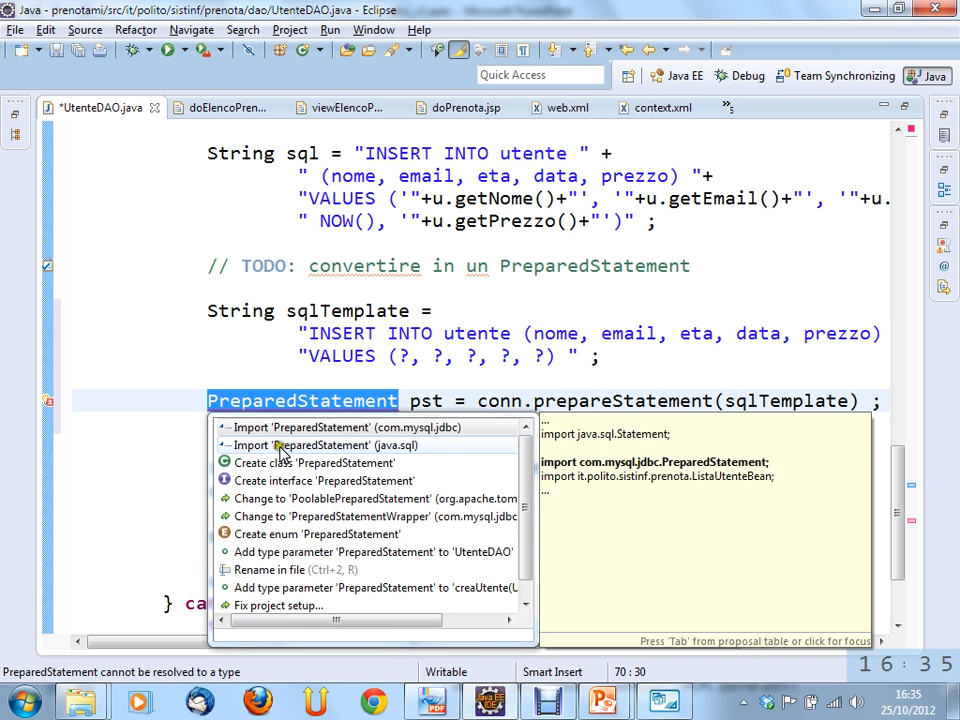 Java - prenotami/src/it/polito/sistinf/prenota/dao/UtenteDAO.java - Eclipse
File Edit Source Refactor Navigate Search Project Run Window Help
Quick Access
Java EE
Debug
Team Synchronizing
Java
*UtenteDAO.java
doElencoPren...
viewElencoP...
doPrenota.jsp
web.xml
context.xml
»5
String sql = "INSERT INTO utente " +
" (nome, email, eta, data, prezzo) "+
"VALUES ('"+u.getNome()+"', '"+u.getEmail()+"', '"+u.
" NOW(), '"+u.getPrezzo()+"')" ;
// TODO: convertire in un PreparedStatement
String sqlTemplate =
"INSERT INTO utente (nome, email, eta, data, prezzo)
"VALUES (?, ?, ?, ?, ?) " ;
PreparedStatement pst = conn.prepareStatement(sqlTemplate) ;
Import 'PreparedStatement' (com.mysql.jdbc)
Import 'PreparedStatement' (java.sql)
Create class 'PreparedStatement'
Create interface 'PreparedStatement'
Change to 'PoolablePreparedStatement' (org.apache.tom
Change to 'PreparedStatementWrapper' (com.mysql.jdbc
Create enum 'PreparedStatement'
Add type parameter 'PreparedStatement' to 'UtenteDAO'
Rename in file (Ctrl+2, R)
Add type parameter 'PreparedStatement' to 'creaUtente(U
Fix project setup...
...
import java.sql.Statement;
import com.mysql.jdbc.PreparedStatement;
import it.polito.sistinf.prenota.ListaUtenteBean;
...
Press 'Tab' from proposal table or click for focus
} ca
PreparedStatement cannot be resolved to a type
Writable
Smart Insert
70 : 30
16:35
16:35
25/10/2012